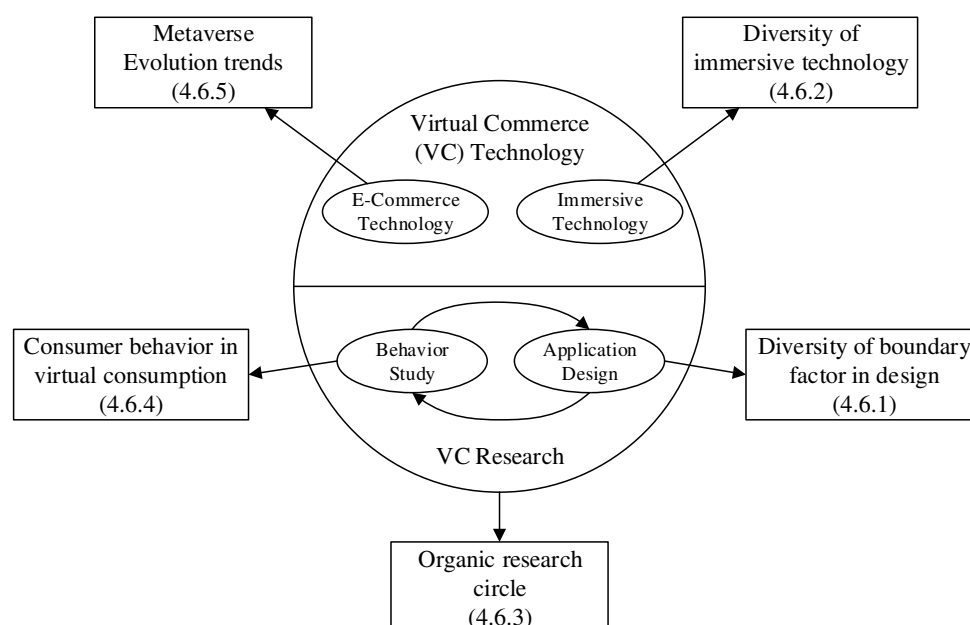 Metaverse
Evolution trends
(4.6.5)
Diversity of
immersive technology
(4.6.2)
Virtual Commerce
(VC) Technology
E-Commerce
Technology
Immersive
Technology
Consumer behavior in
virtual consumption
(4.6.4)
Behavior
Study
Application
Design
Diversity of boundary
factor in design
(4.6.1)
VC Research
Organic research
circle
(4.6.3)